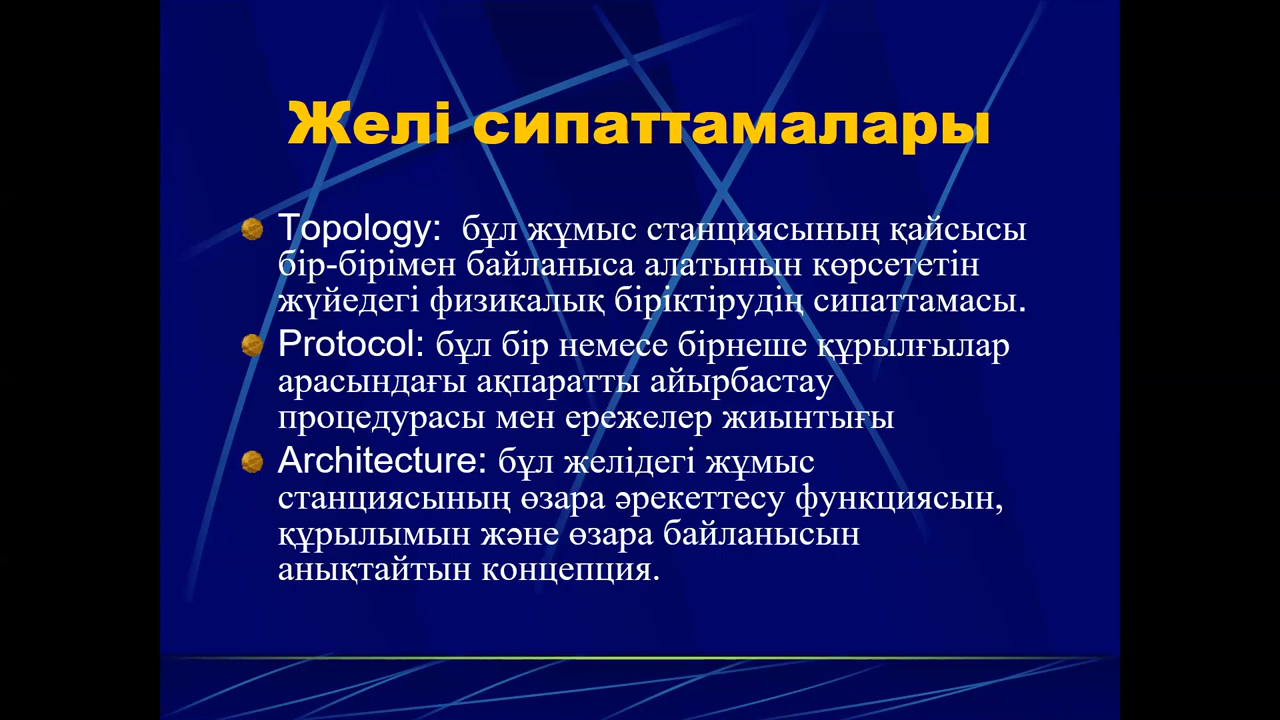 Желі сипаттамалары
Topology: бұл жұмыс станциясының қайсысы
бір-бірімен байланыса алатынын көрсететін
жүйедегі физикалық біріктірудің сипаттамасы.
Protocol: бұл бір немесе бірнеше құрылғылар
арасындағы ақпаратты айырбастау
процедурасы мен ережелер жиынтығы
Architecture: бұл желідегі жұмыс
станциясының өзара әрекеттесу функциясын,
құрылымын және өзара байланысын
анықтайтын концепция.